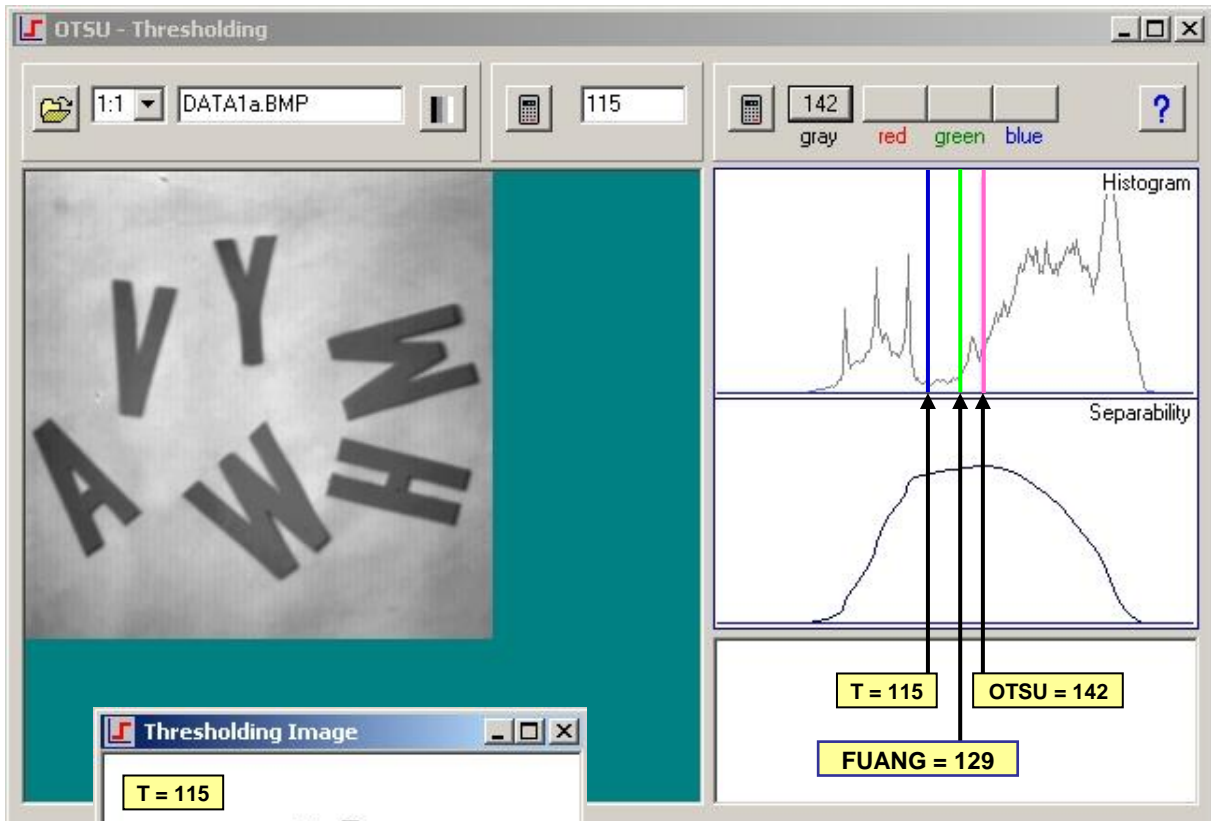 OTSU - Thresholding
1:1 DATA1a.BMP 115 142 ?
gray red green blue
Histogram
Y
V
M
A
W
H
Separability
T = 115 OTSU = 142
FUANG = 129
Thresholding Image
T = 115